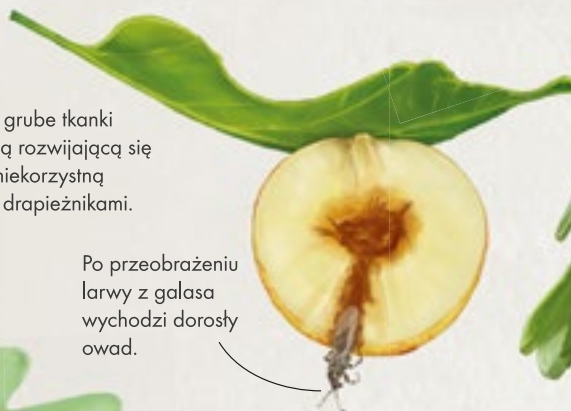 grube tkanki
ą rozwijającą się
niekorzystną
drapieżnikami.
Po przeobrażeniu
larwy z galasa
wychodzi dorosły
owad.